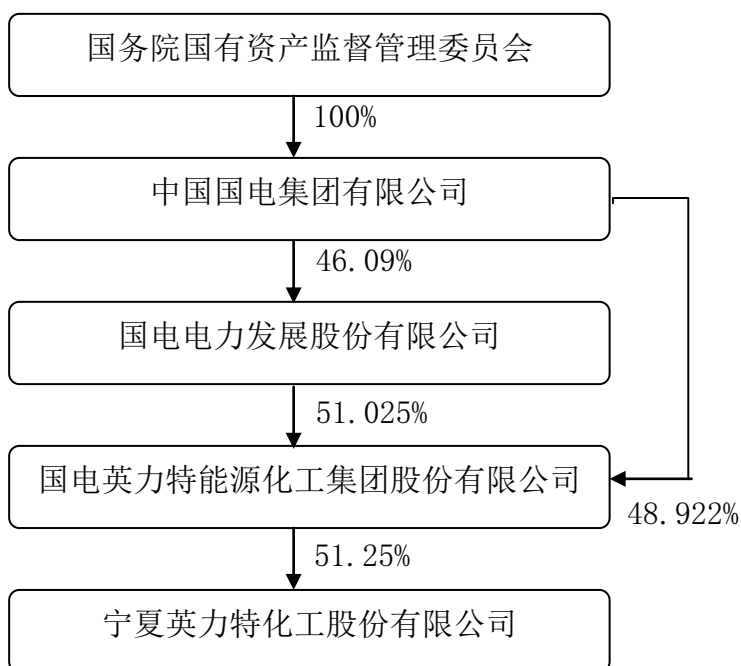 国务院国有资产监督管理委员会
100%
中国国电集团有限公司
46.09%
国电电力发展股份有限公司
51.025%
国电英力特能源化工集团股份有限公司
48.922%
51.25%
宁夏英力特化工股份有限公司